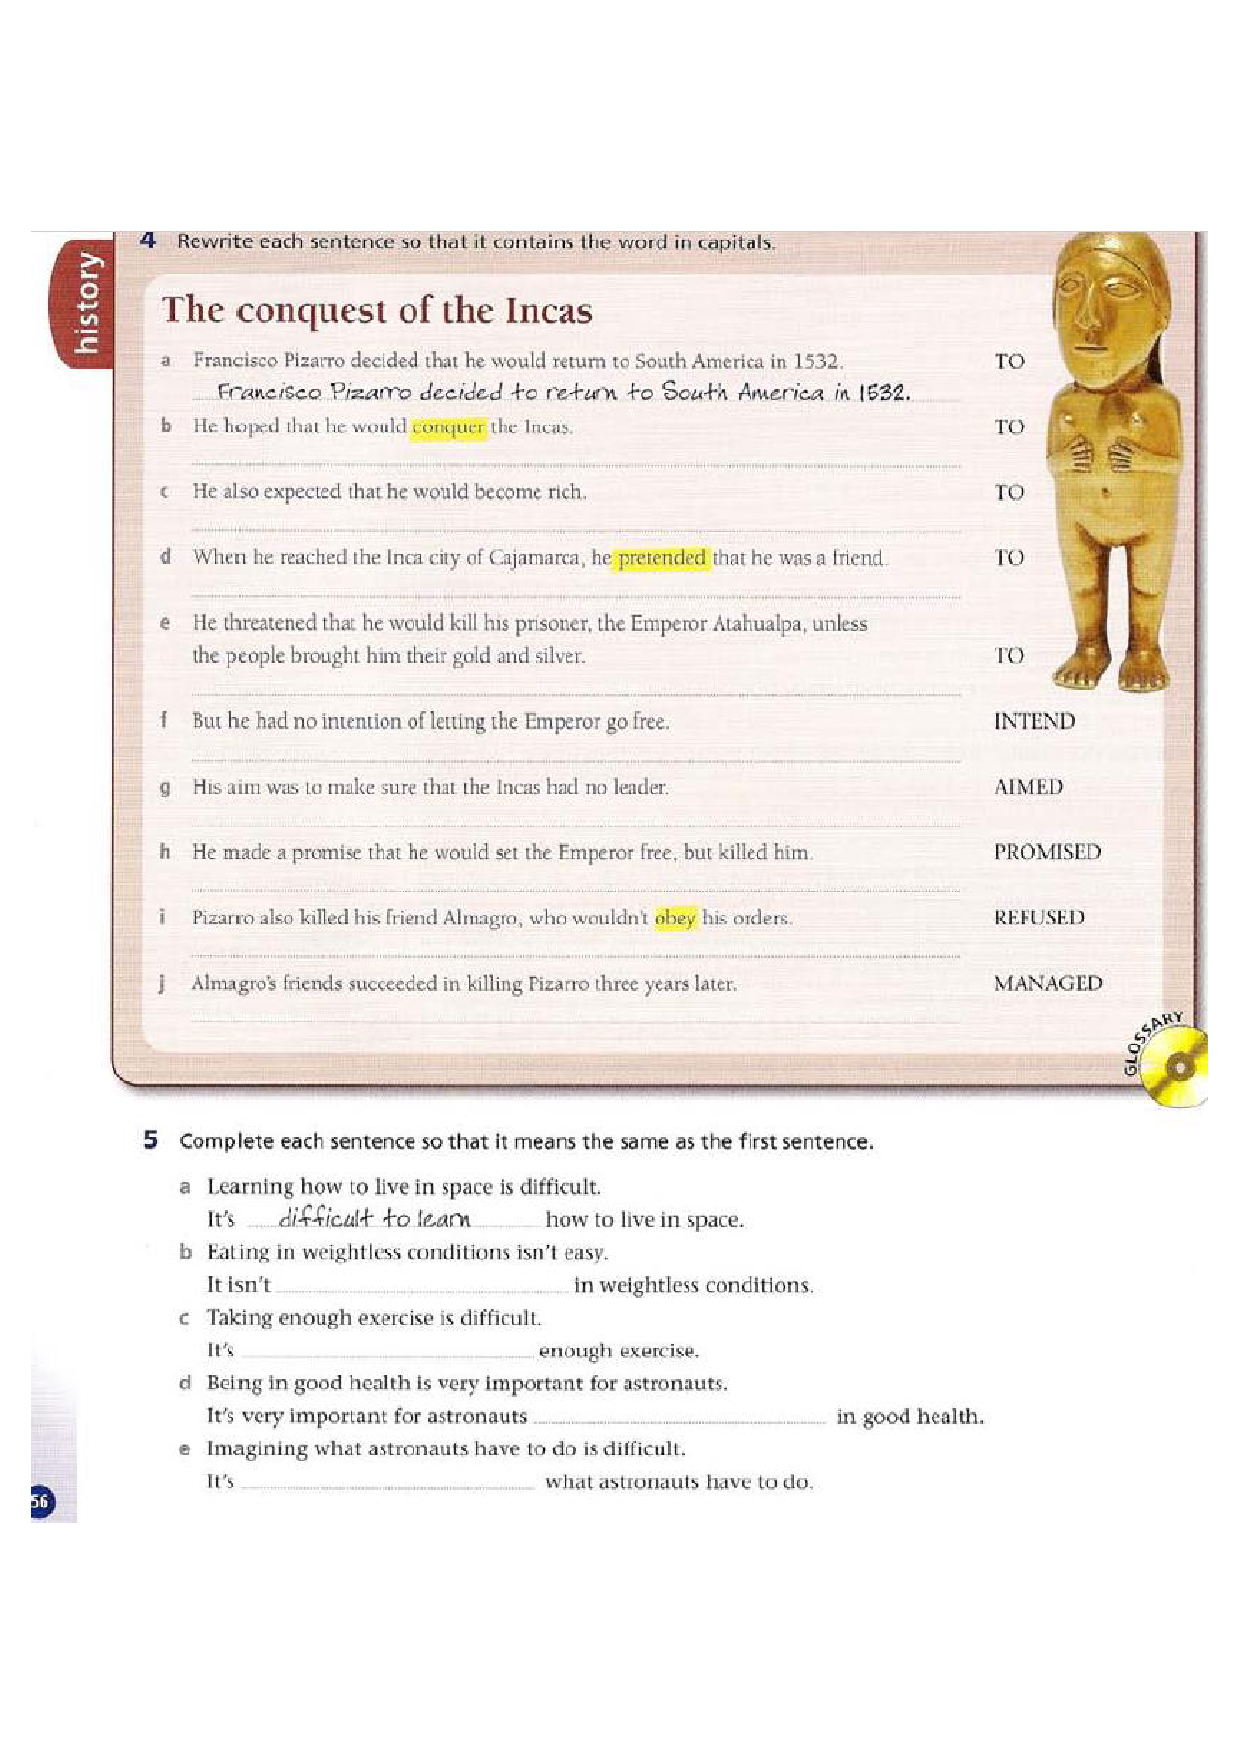 history
4 Rewrite each sentence so that it contains the word in capitals.
The conquest of the Incas
a Francisco Pizarro decided that he would return to South America in 1532. TO
Francisco Pizarro decided to return to South America in 1532.
b He hoped that he would conquer the Incas. TO
c He also expected that he would become rich. TO
d When he reached the Inca city of Cajamarca, he pretended that he was a friend. TO
e He threatened that he would kill his prisoner, the Emperor Atahualpa, unless
the people brought him their gold and silver. TO
f But he had no intention of letting the Emperor go free. INTEND
g His aim was to make sure that the Incas had no leader. AIMED
h He made a promise that he would set the Emperor free, but killed him. PROMISED
i Pizarro also killed his friend Almagro, who wouldn't obey his orders. REFUSED
j Almagro's friends succeeded in killing Pizarro three years later. MANAGED
GLOSSARY
5 Complete each sentence so that it means the same as the first sentence.
a Learning how to live in space is difficult.
It's difficult to learn how to live in space.
b Eating in weightless conditions isn't easy.
It isn't in weightless conditions.
c Taking enough exercise is difficult.
It's enough exercise.
d Being in good health is very important for astronauts.
It's very important for astronauts in good health.
e Imagining what astronauts have to do is difficult.
It's what astronauts have to do.
56